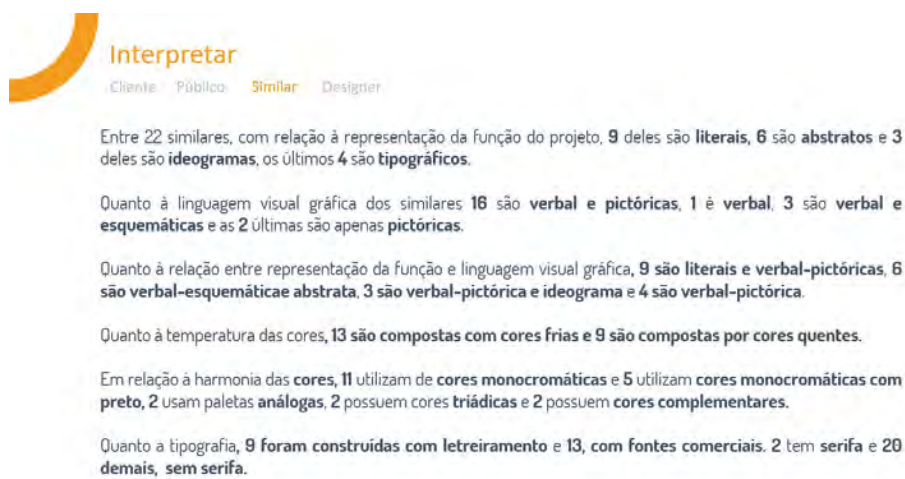 Interpretar
Cliente Público Similar Designer
Entre 22 similares, com relação à representação da função do projeto, 9 deles são literais, 6 são abstratos e 3
deles são ideogramas, os últimos 4 são tipográficos.
Quanto à linguagem visual gráfica dos similares 16 são verbal e pictóricas, 1 é verbal, 3 são verbal e
esquemáticas e as 2 últimas são apenas pictóricas.
Quanto à relação entre representação da função e linguagem visual gráfica, 9 são literais e verbal-pictóricas, 6
são verbal-esquemáticae abstrata, 3 são verbal-pictórica e ideograma e 4 são verbal-pictórica.
Quanto à temperatura das cores, 13 são compostas com cores frias e 9 são compostas por cores quentes.
Em relação à harmonia das cores, 11 utilizam de cores monocromáticas e 5 utilizam cores monocromáticas com
preto, 2 usam paletas análogas, 2 possuem cores triádicas e 2 possuem cores complementares.
Quanto a tipografia, 9 foram construídas com letreiramento e 13, com fontes comerciais. 2 tem serifa e 20
demais, sem serifa.